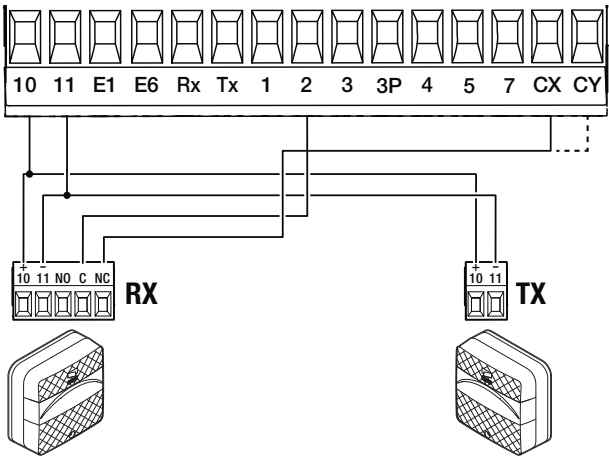 10 11 E1 E6 Rx Tx 1 2 3 3P 4 5 7 CX CY
+ −
10 11 NO C NC
RX
+ −
10 11
TX